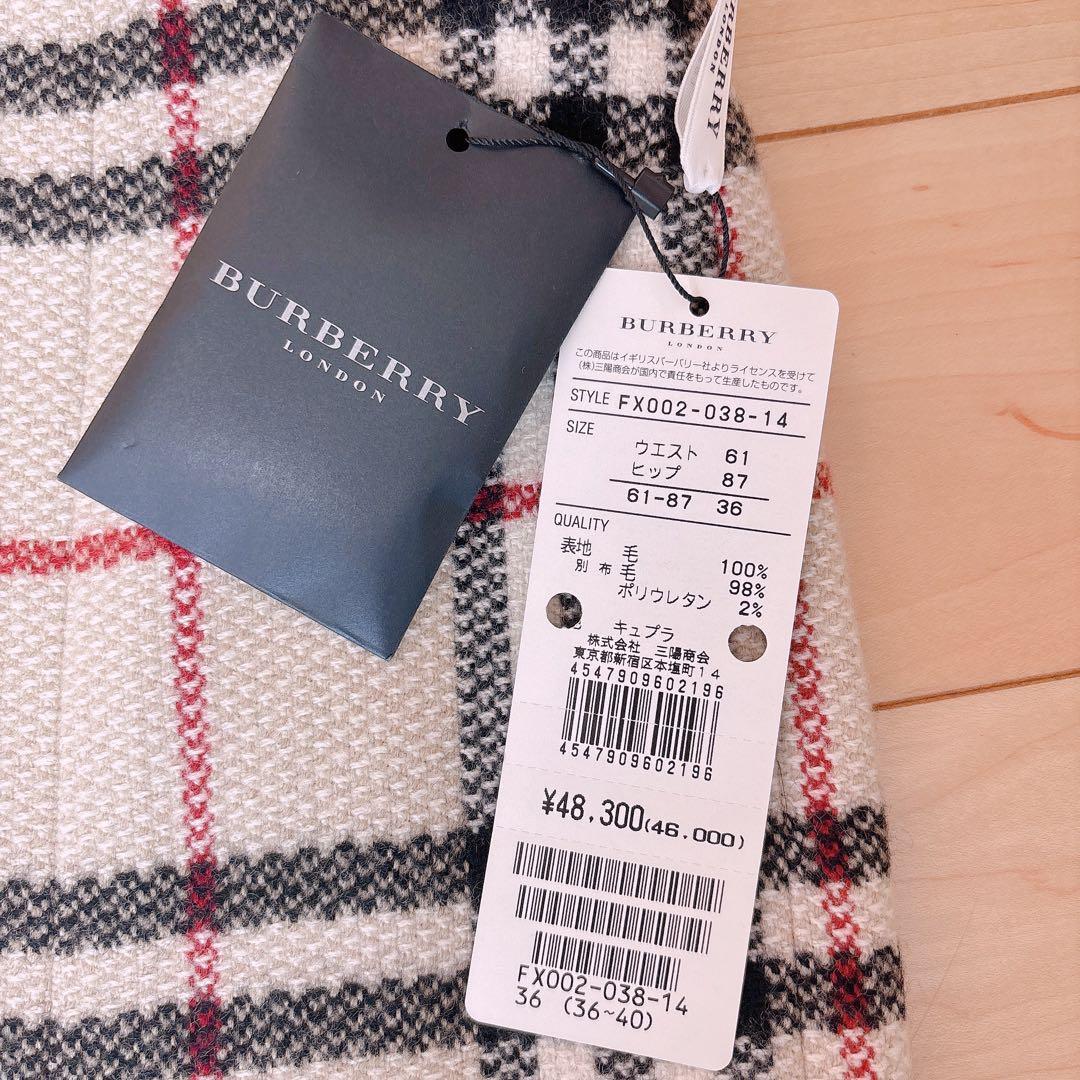 BURBERRY
LONDON
BURBERRY
LONDON
BURBERRY
LONDON
この商品はイギリスバーバリー社よりライセンスを受けて
(株)三陽商会が国内で責任をもって生産したものです。
STYLE FX002-038-14
SIZE
ウエスト 61
ヒップ 87
61-87 36
QUALITY
表地 毛 100%
別布 毛 98%
ポリウレタン 2%
キュプラ
株式会社 三陽商会
東京都新宿区本塩町14
4547909602196
4547909602196
¥48,300(46,000)
FX002-038-14
36 (36~40)